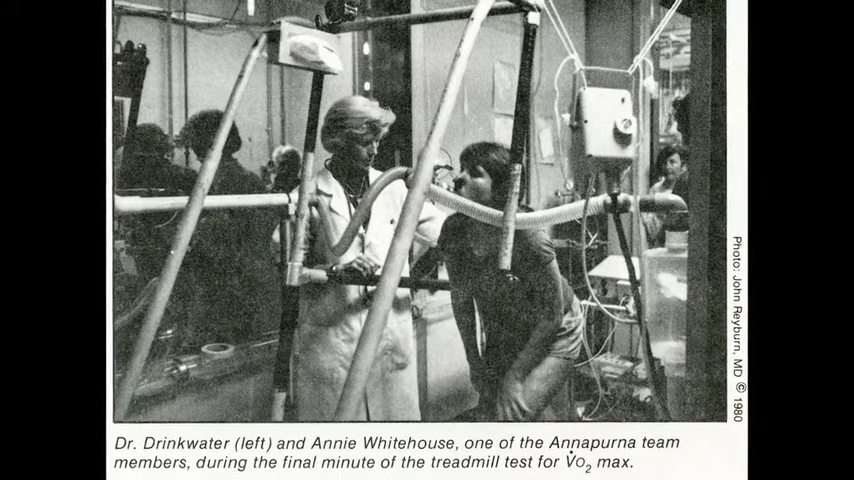 Photo: John Reyburn, MD © 1980
Dr. Drinkwater (left) and Annie Whitehouse, one of the Annapurna team
members, during the final minute of the treadmill test for V̇O₂ max.